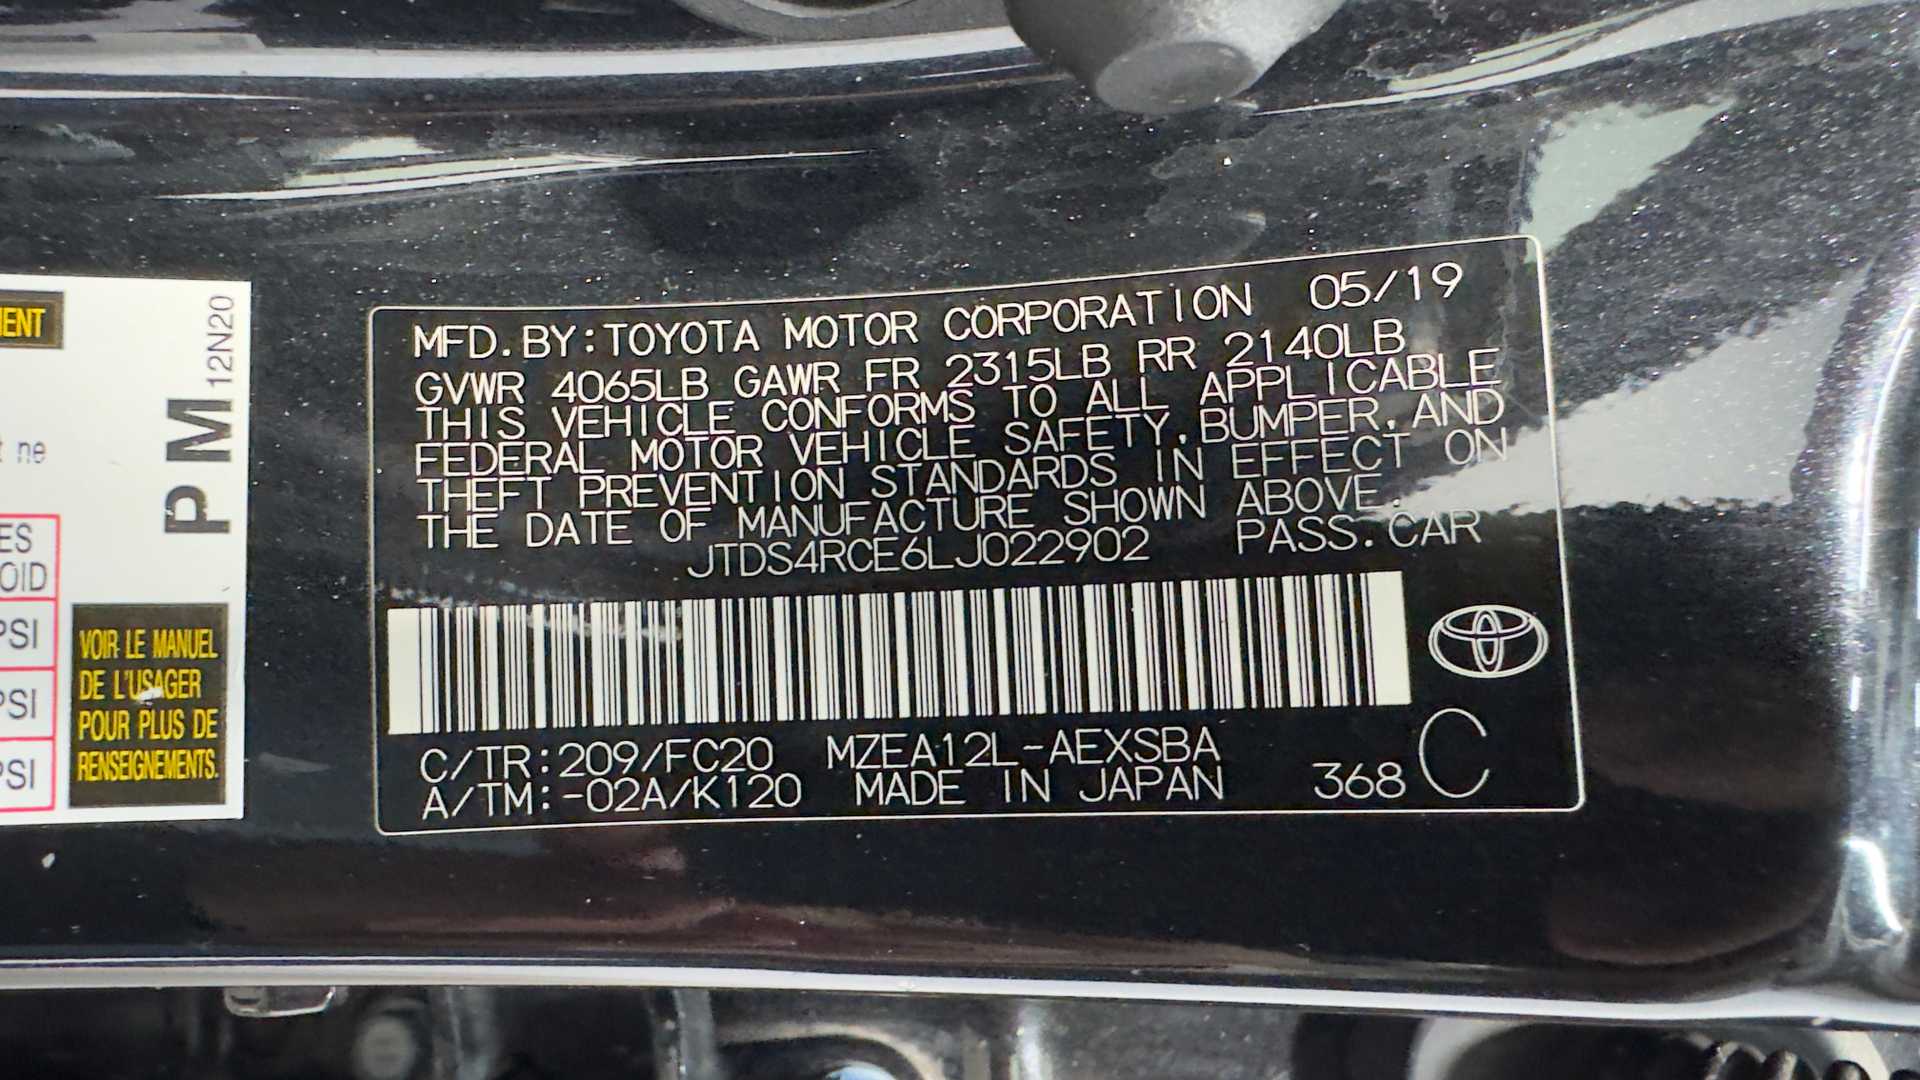 MFD. BY: TOYOTA MOTOR CORPORATION 05/19
GVWR 4065LB GAWR FR 2315LB RR 2140LB
THIS VEHICLE CONFORMS TO ALL APPLICABLE
FEDERAL MOTOR VEHICLE SAFETY, BUMPER, AND
THEFT PREVENTION STANDARDS IN EFFECT ON
THE DATE OF MANUFACTURE SHOWN ABOVE.
JTDS4RCE6LJ022902 PASS. CAR
C/TR: 209/FC20 MZEA12L-AEXSBA
A/TM: -02A/K120 MADE IN JAPAN 368 C
PM 12N20
ne
PSI
PSI
PSI
VOIR LE MANUEL
DE L'USAGER
POUR PLUS DE
RENSEIGNEMENTS.